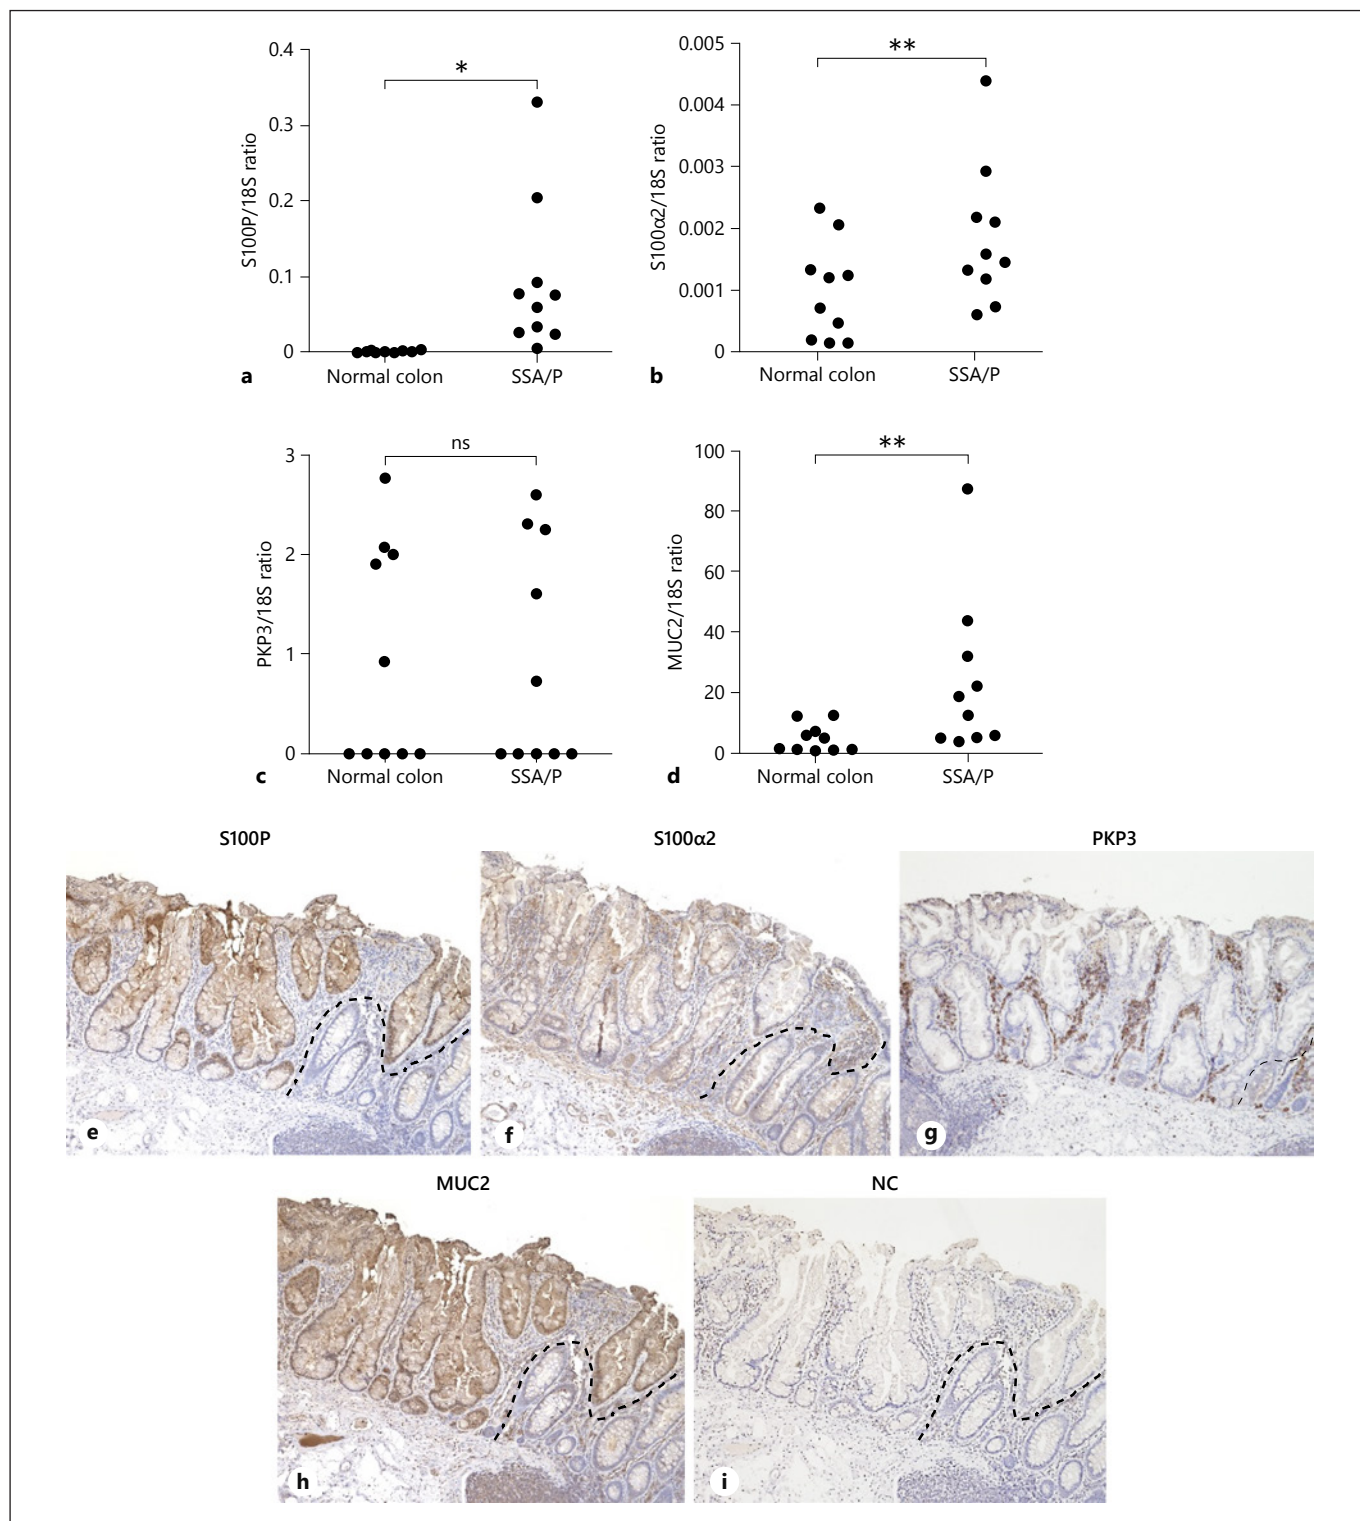 0.4
0.3
0.2
0.1
0
S100P/18S ratio
*
Normal colon
SSA/P
a
0.005
0.004
0.003
0.002
0.001
0
S100α2/18S ratio
**
Normal colon
SSA/P
b
3
2
1
0
PKP3/18S ratio
ns
Normal colon
SSA/P
c
100
80
60
40
20
0
MUC2/18S ratio
**
Normal colon
SSA/P
d
S100P
e
S100α2
f
PKP3
g
MUC2
h
NC
i